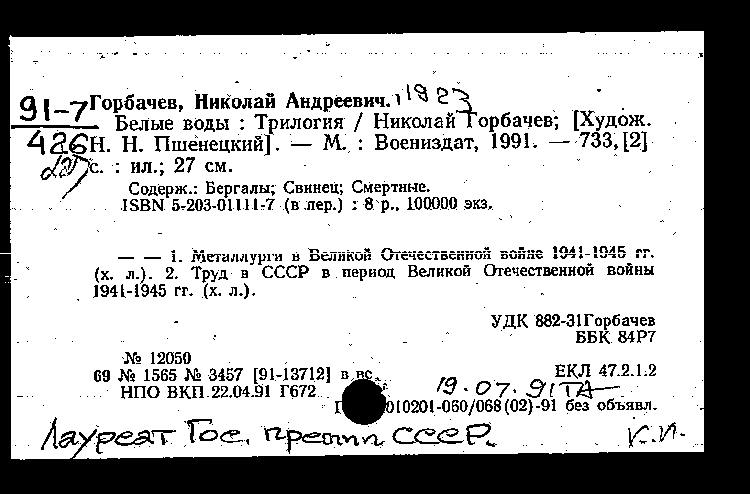 91-7 Горбачев, Николай Андреевич. 1923
Белые воды : Трилогия / Николай Горбачев; [Худож.
426 Н. Н. Пшенецкий]. — М. : Воениздат, 1991. — 733, [2]
с. : ил.; 27 см.
Содерж.: Бергалы; Свинец; Смертные.
ISBN 5-203-01111-7 (в пер.) : 8 р., 100000 экз.
— — 1. Металлурги в Великой Отечественной войне 1941-1945 гг.
(х. л.). 2. Труд в СССР в период Великой Отечественной войны
1941-1945 гг. (х. л.).
УДК 882-31Горбачев
ББК 84Р7
№ 12050
69 № 1565 № 3457 [91-13712] в вс.
ЕКЛ 47.2.1.2
НПО ВКП 22.04.91 Г672
19.07.91
010201-060/068(02)-91 без объявл.
Лауреат Гос. премии СССР.
К.И.